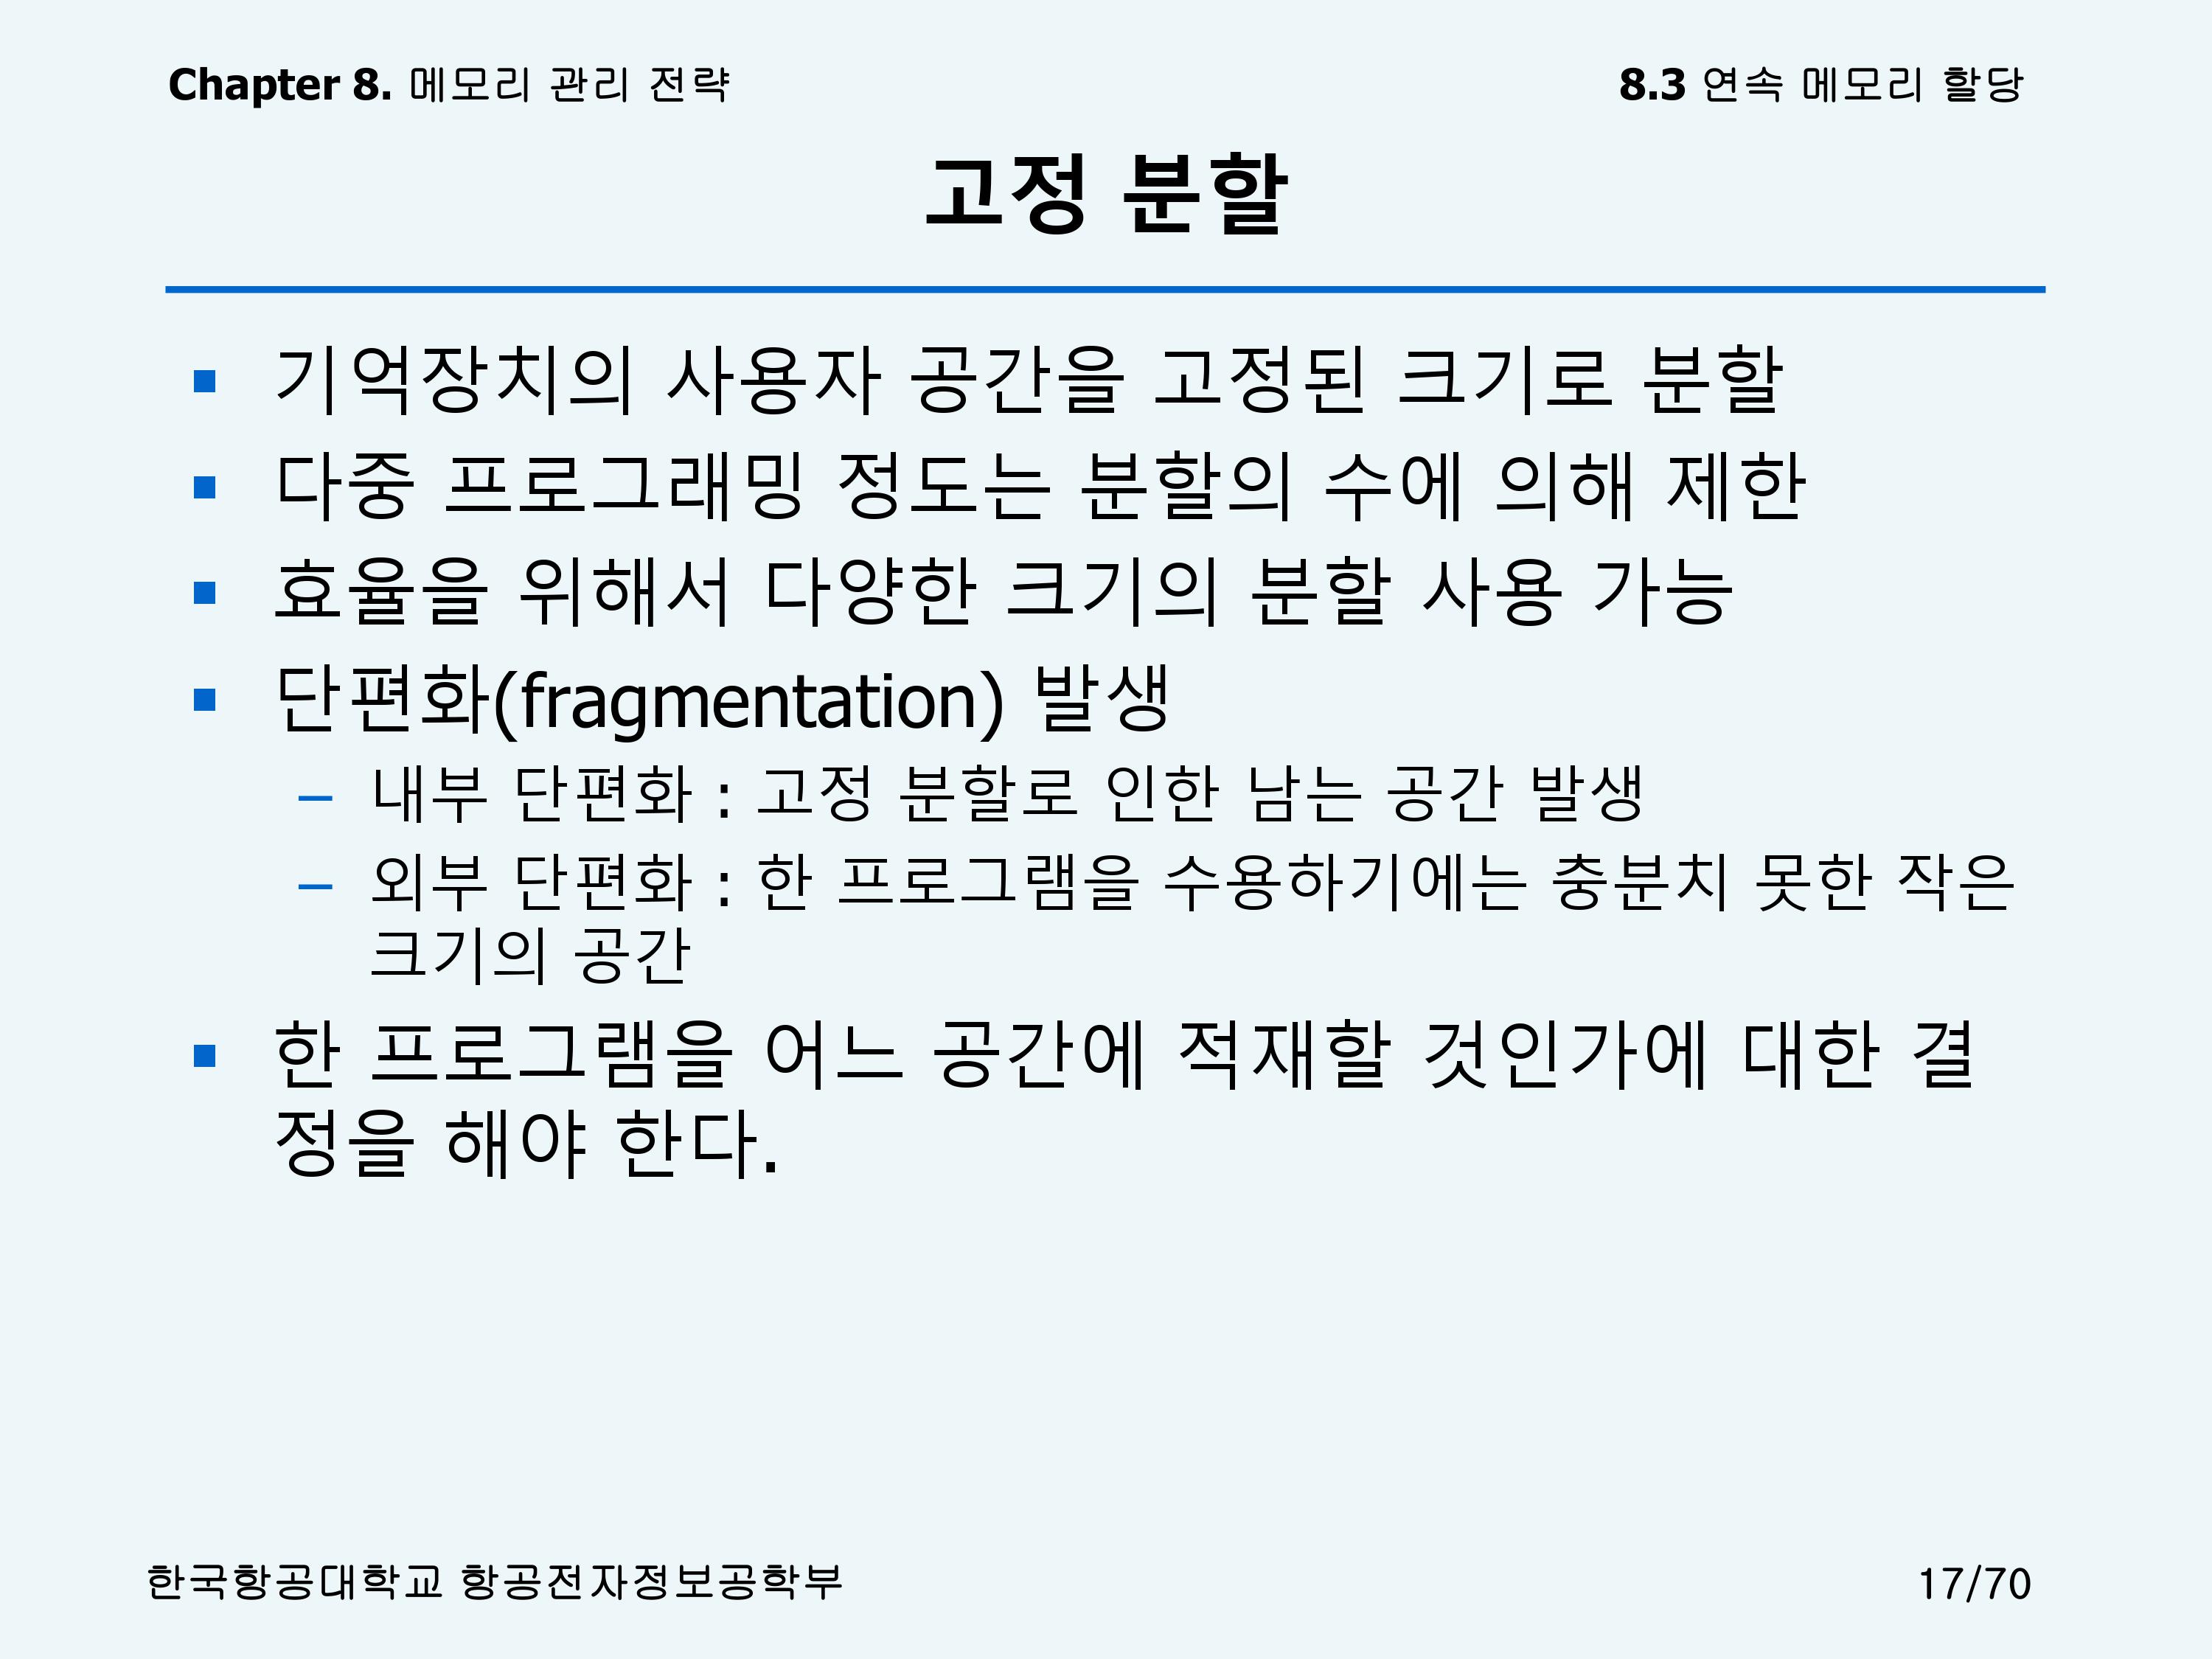 Chapter 8. 메모리 관리 전략
8.3 연속 메모리 할당
고정 분할
▪ 기억장치의 사용자 공간을 고정된 크기로 분할
▪ 다중 프로그래밍 정도는 분할의 수에 의해 제한
▪ 효율을 위해서 다양한 크기의 분할 사용 가능
▪ 단편화(fragmentation) 발생
– 내부 단편화 : 고정 분할로 인한 남는 공간 발생
– 외부 단편화 : 한 프로그램을 수용하기에는 충분치 못한 작은
크기의 공간
▪ 한 프로그램을 어느 공간에 적재할 것인가에 대한 결
정을 해야 한다.
한국항공대학교 항공전자정보공학부
17/70